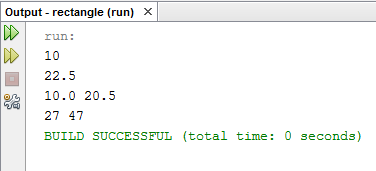 Output - rectangle (run)
run:
10
22.5
10.0 20.5
27 47
BUILD SUCCESSFUL (total time: 0 seconds)